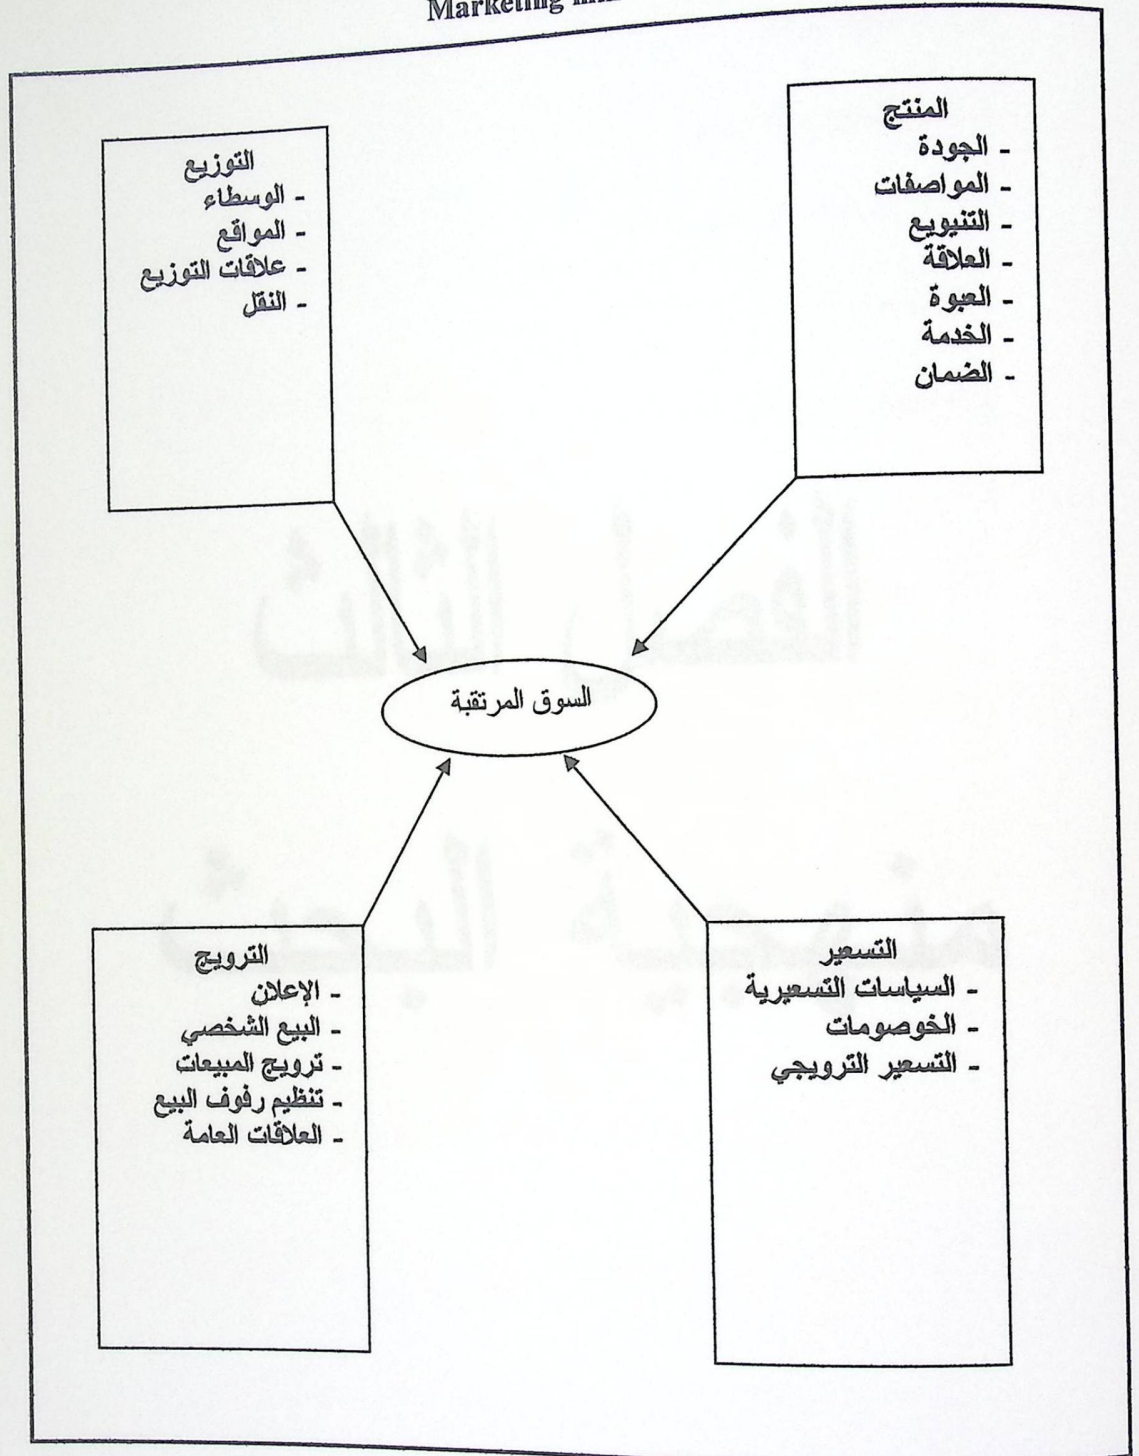 Marketing
المنتج
- الجودة
- المواصفات
- التنيويع
- العلاقة
- العبوة
- الخدمة
- الضمان
التوزيع
- الوسطاء
- المواقع
- علاقات التوزيع
- النقل
السوق المرتقبة
التسعير
- السياسات التسعيرية
- الخوصومات
- التسعير الترويجي
الترويج
- الإعلان
- البيع الشخصي
- ترويج المبيعات
- تنظيم رفوف البيع
- العلاقات العامة